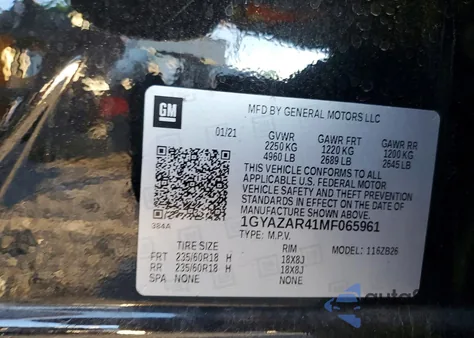 GM
MFD BY GENERAL MOTORS LLC
01/21
GVWR GAWR FRT GAWR RR
2250 KG 1220 KG 1200 KG
4960 LB 2689 LB 2645 LB
THIS VEHICLE CONFORMS TO ALL
APPLICABLE U.S. FEDERAL MOTOR
VEHICLE SAFETY AND THEFT PREVENTION
STANDARDS IN EFFECT ON THE DATE OF
MANUFACTURE SHOWN ABOVE.
384A
1GYAZAR41MF065961
TYPE: M.P.V.
TIRE SIZE RIM MODEL: 116ZB26
FRT 235/60R18 H 18X8J
RR 235/60R18 H 18X8J
SPA NONE NONE